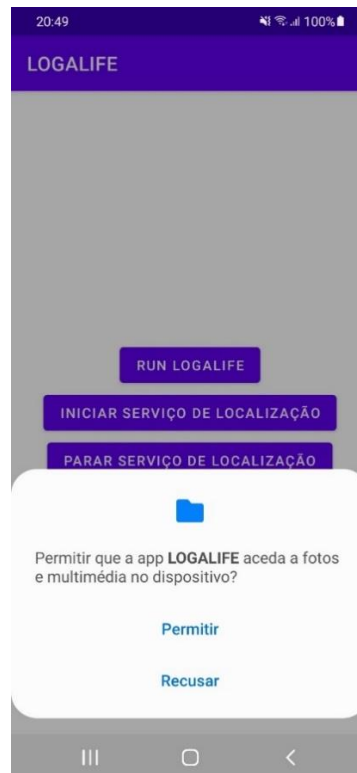 20:49 100%
LOGALIFE
RUN LOGALIFE
INICIAR SERVIÇO DE LOCALIZAÇÃO
PARAR SERVIÇO DE LOCALIZAÇÃO
Permitir que a app LOGALIFE aceda a fotos
e multimédia no dispositivo?
Permitir
Recusar